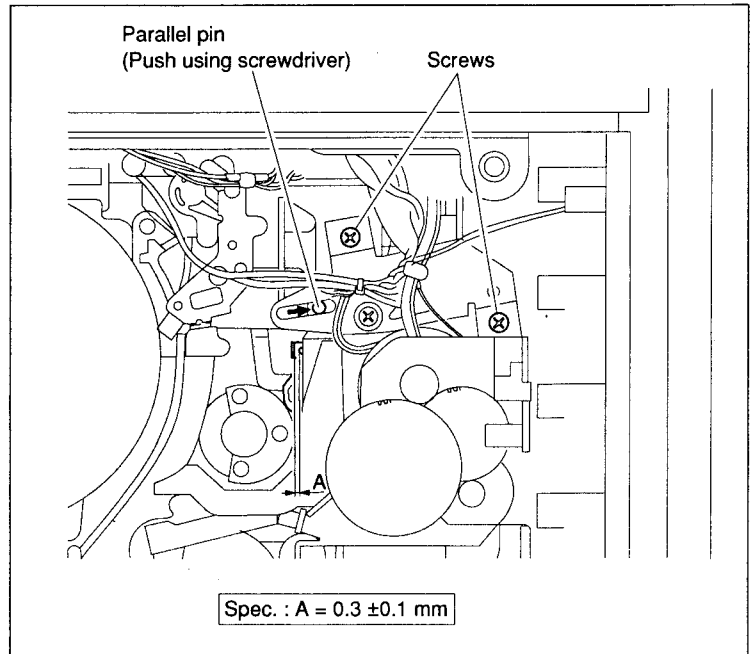 Parallel pin
(Push using screwdriver)
Screws
A
Spec. : A = 0.3 ±0.1 mm